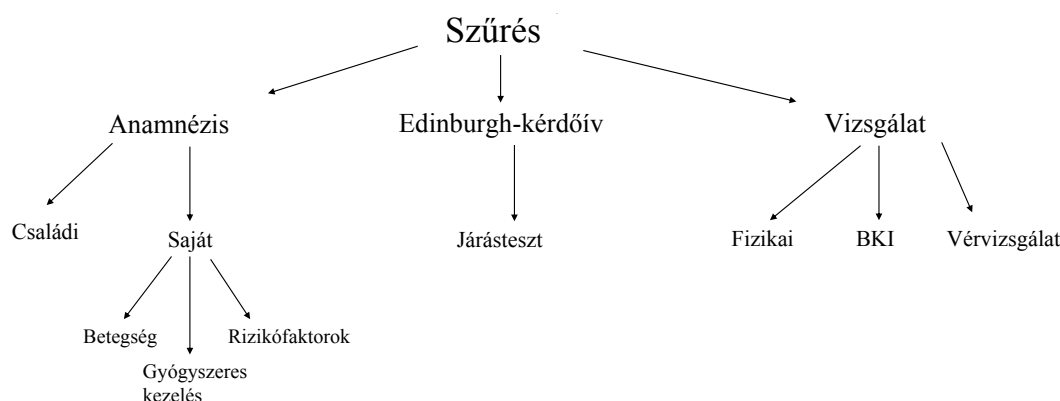 Szűrés
Anamnézis
Edinburgh-kérdőív
Vizsgálat
Családi
Saját
Járásteszt
Fizikai
BKI
Vérvizsgálat
Betegség
Rizikófaktorok
Gyógyszeres
kezelés